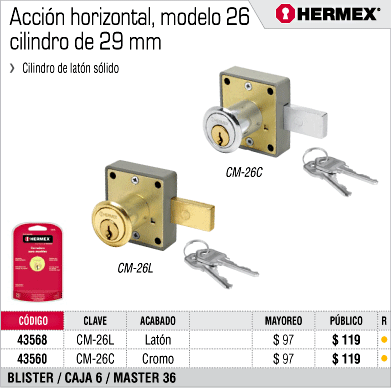 Acción horizontal, modelo 26
cilindro de 29 mm
HERMEX®
Cilindro de latón sólido
CM-26C
CM-26L
HERMEX
CÓDIGO CLAVE ACABADO MAYOREO PÚBLICO R
43568 CM-26L Latón $ 97 $ 119
43560 CM-26C Cromo $ 97 $ 119
BLISTER / CAJA 6 / MASTER 36